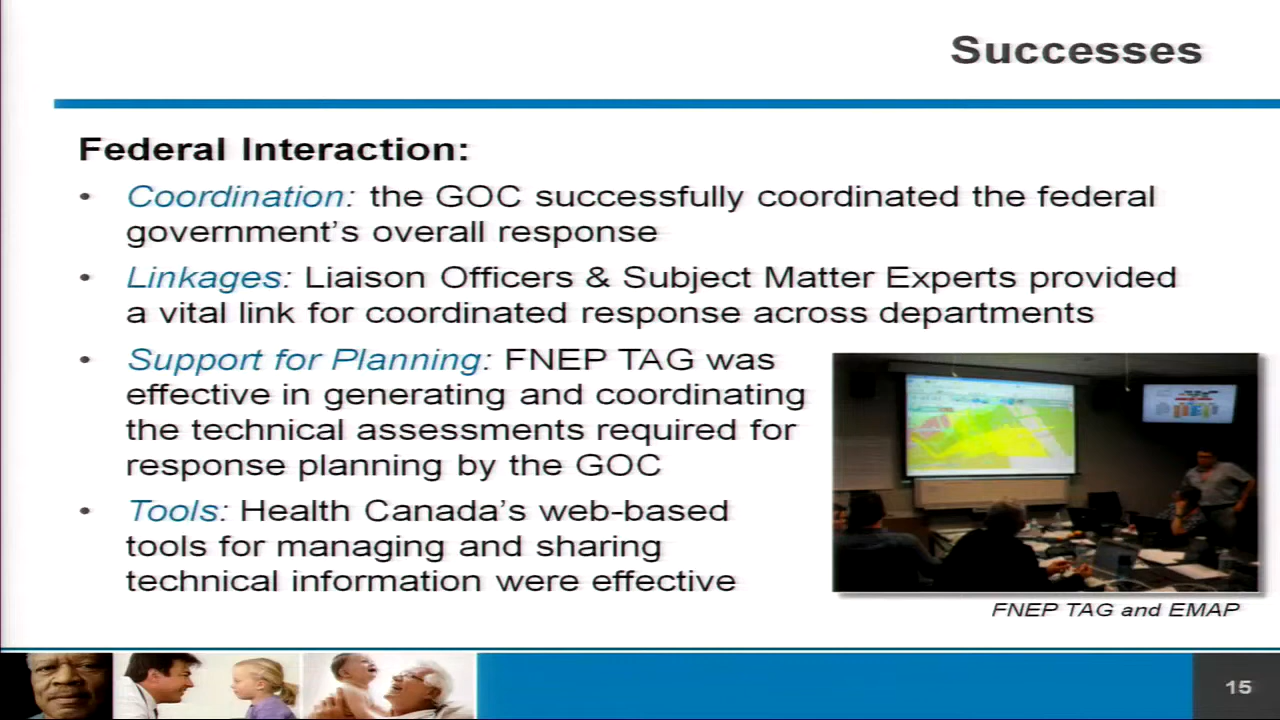 Successes
Federal Interaction:
• Coordination: the GOC successfully coordinated the federal
government's overall response
• Linkages: Liaison Officers & Subject Matter Experts provided
a vital link for coordinated response across departments
• Support for Planning: FNEP TAG was
effective in generating and coordinating
the technical assessments required for
response planning by the GOC
• Tools: Health Canada's web-based
tools for managing and sharing
technical information were effective
FNEP TAG and EMAP
15